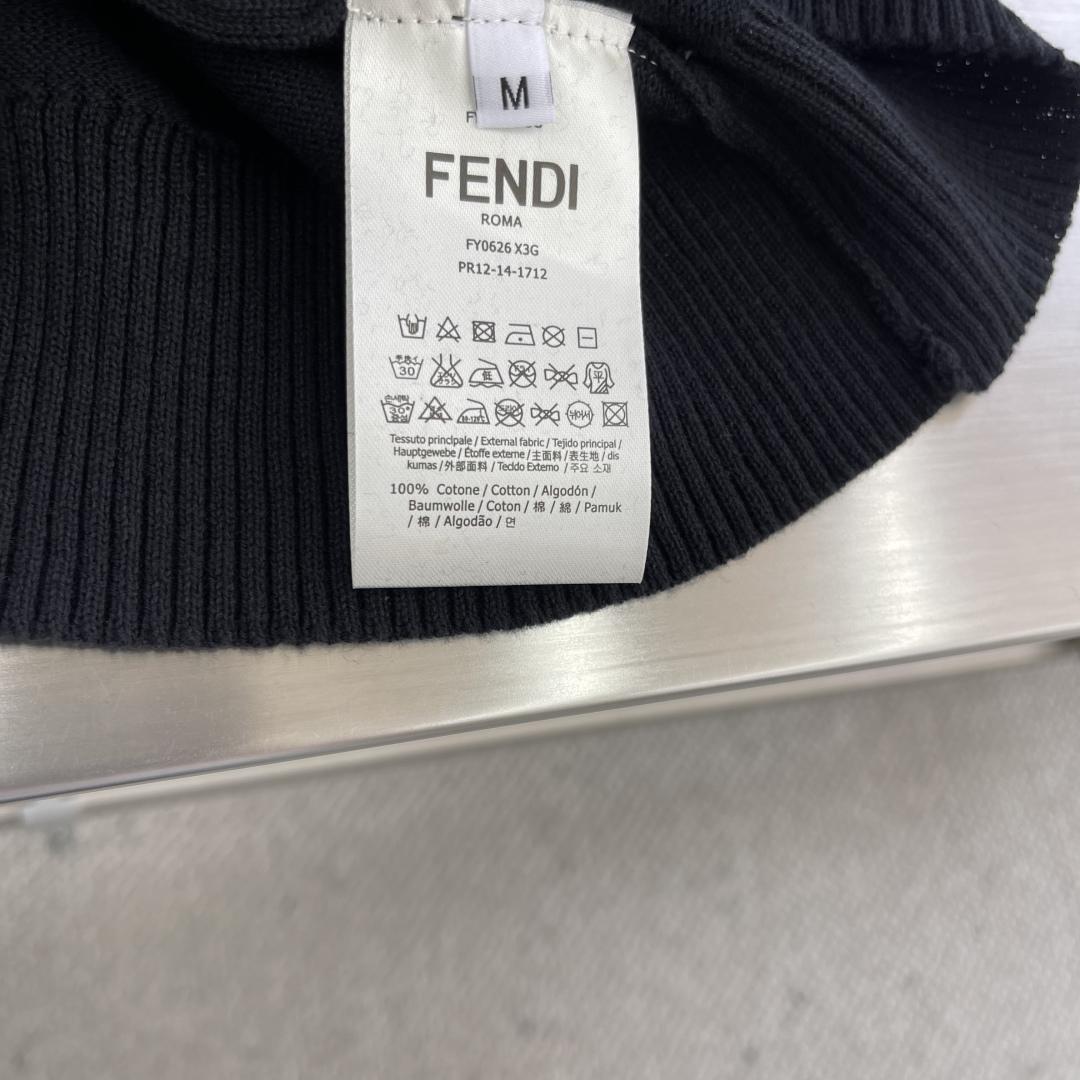 M
FENDI
ROMA
FY0626 X3G
PR12-14-1712
30
低
30°
Tessuto principale / External fabric / Tejido principal /
Hauptgewebe / Étoffe externe / 主面料 / 表生地 / dis
kumas / 外部面料 / Tecido Externo / 주요 소재
100% Cotone / Cotton / Algodón /
Baumwolle / Coton / 棉 / 綿 / Pamuk
/ 棉 / Algodão / 면